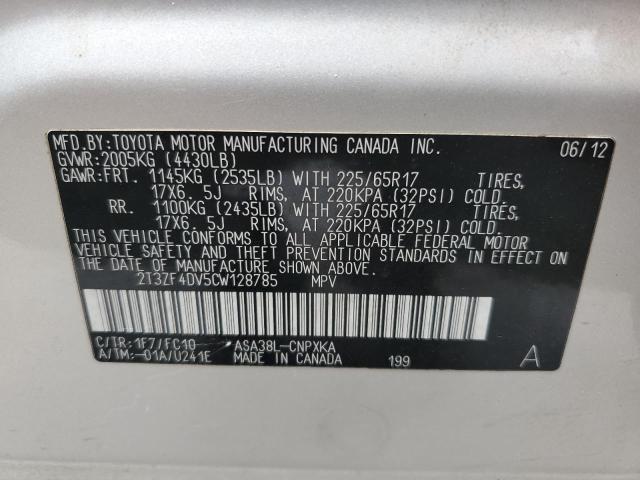 MFD.BY:TOYOTA MOTOR MANUFACTURING CANADA INC. 06/12
GVWR:2005KG (4430LB)
GAWR:FRT. 1145KG (2535LB) WITH 225/65R17 TIRES,
17X6. 5J RIMS, AT 220KPA (32PSI) COLD.
RR. 1100KG (2435LB) WITH 225/65R17 TIRES,
17X6. 5J RIMS, AT 220KPA (32PSI) COLD.
THIS VEHICLE CONFORMS TO ALL APPLICABLE FEDERAL MOTOR
VEHICLE SAFETY AND THEFT PREVENTION STANDARDS IN EFFECT ON
THE DATE OF MANUFACTURE SHOWN ABOVE.
2T3ZF4DV5CW128785 MPV
C/TR: 1F7/FC10 ASA38L-CNPXKA
A/TM:-01A/U241E MADE IN CANADA 199 A